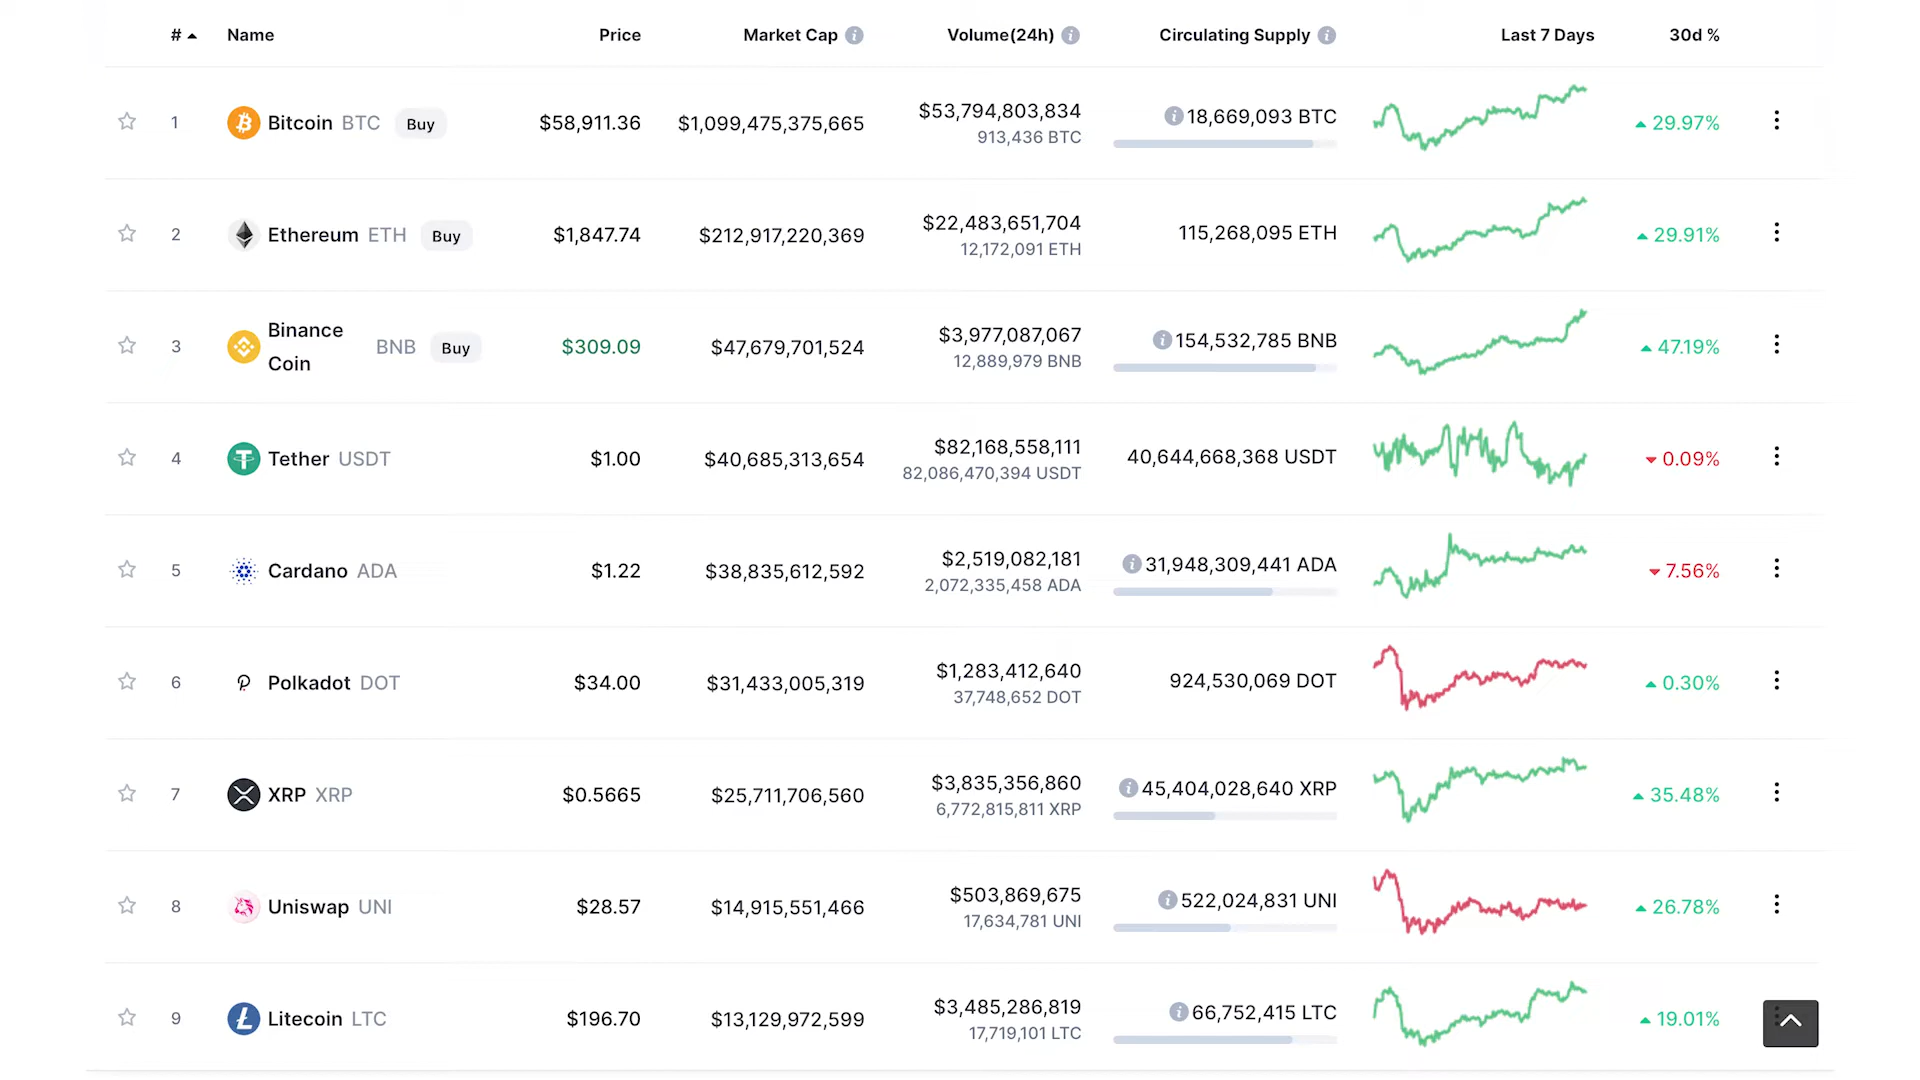 # Name Price Market Cap Volume(24h) Circulating Supply Last 7 Days 30d %
1 Bitcoin BTC Buy $58,911.36 $1,099,475,375,665 $53,794,803,834 18,669,093 BTC 29.97%
913,436 BTC
2 Ethereum ETH Buy $1,847.74 $212,917,220,369 $22,483,651,704 115,268,095 ETH 29.91%
12,172,091 ETH
3 Binance Coin BNB Buy $309.09 $47,679,701,524 $3,977,087,067 154,532,785 BNB 47.19%
12,889,979 BNB
4 Tether USDT $1.00 $40,685,313,654 $82,168,558,111 40,644,668,368 USDT 0.09%
82,086,470,394 USDT
5 Cardano ADA $1.22 $38,835,612,592 $2,519,082,181 31,948,309,441 ADA 7.56%
2,072,335,458 ADA
6 Polkadot DOT $34.00 $31,433,005,319 $1,283,412,640 924,530,069 DOT 0.30%
37,748,652 DOT
7 XRP XRP $0.5665 $25,711,706,560 $3,835,356,860 45,404,028,640 XRP 35.48%
6,772,815,811 XRP
8 Uniswap UNI $28.57 $14,915,551,466 $503,869,675 522,024,831 UNI 26.78%
17,634,781 UNI
9 Litecoin LTC $196.70 $13,129,972,599 $3,485,286,819 66,752,415 LTC 19.01%
17,719,101 LTC